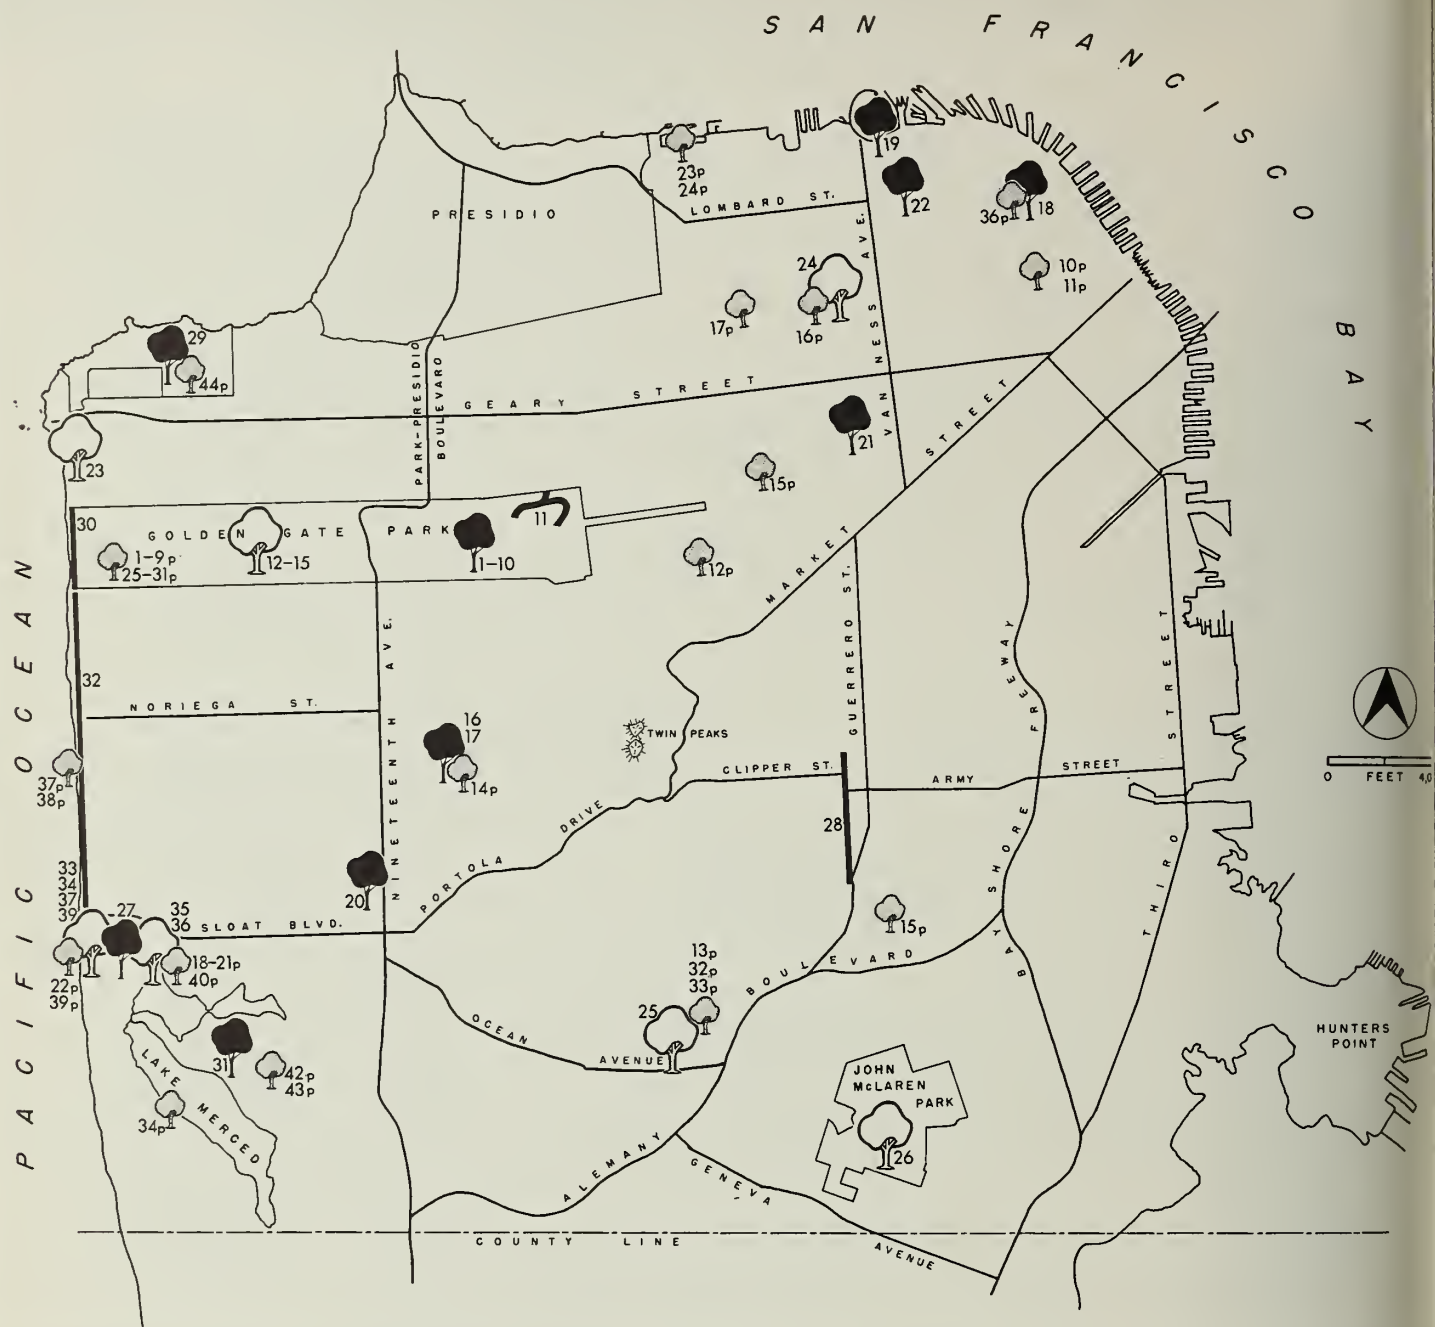 SAN FRANCISCO BAY
PACIFIC OCEAN
PRESIDIO
LOMBARD ST.
VAN NESS AVE.
19
22
18
36p
23p
24p
10p
11p
24
16p
17p
29
44p
PARK-PRESIDIO
BOULEVARD
GEARY STREET
21
15p
23
30
GOLDEN GATE PARK
11
1-9p
25-31p
12-15
1-10
12p
MARKET STREET
GUERRERO ST.
BAY SHORE FREEWAY
THIRD STREET
32
NORIEGA ST.
NINETEENTH AVE.
16
17
14p
TWIN PEAKS
CLIPPER ST.
ARMY STREET
0 FEET 4,0
37p
38p
28
PORTOLA DRIVE
20
33
34
37
39
27
35
36
SLOAT BLVD.
15p
18-21p
40p
22p
39p
13p
32p
33p
BOULEVARD
25
OCEAN AVENUE
31
42p
43p
LAKE MERCED
34p
JOHN
McLAREN
PARK
26
HUNTERS
POINT
ALEMANY
GENEVA AVENUE
COUNTY LINE